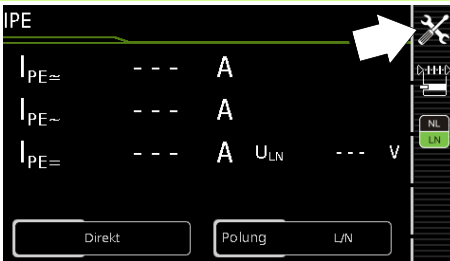 IPE
IPE≂ --- A
IPE~ --- A
IPE= --- A ULN --- V
NL
LN
Direkt Polung L/N